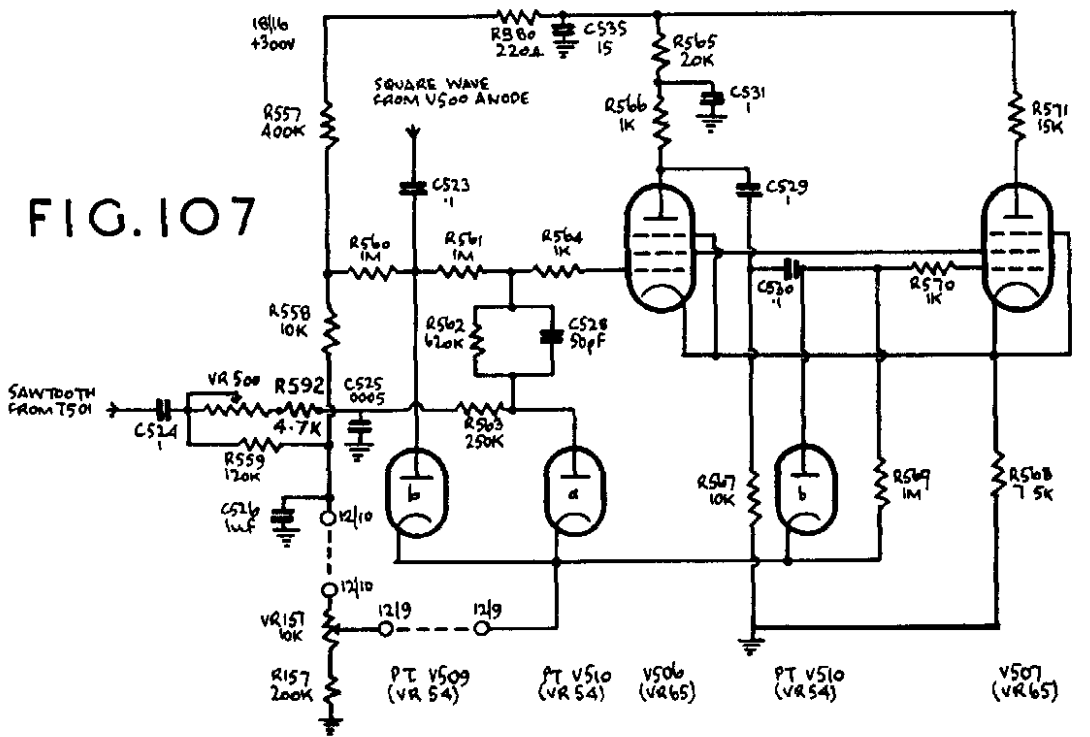 18/16
+300V
R580
220Ω
C535
15
R565
20K
SQUARE WAVE
FROM V500 ANODE
C531
1
R566
1K
R557
400K
R571
15K
FIG.107
C523
.1
C529
1
R560
1M
R561
1M
R564
1K
C530
.1
R570
1K
R558
10K
R562
620K
C528
50pF
SAWTOOTH
FROM T501
VR500
R592
4.7K
C525
0005
C524
1
R559
120K
R563
250K
b
a
b
R567
10K
R569
1M
R568
7 5K
C526
1uF
12/10
12/10
VR157
10K
12/9
12/9
R157
200K
PT V509
(VR54)
PT V510
(VR54)
V506
(VR65)
PT V510
(VR54)
V507
(VR65)